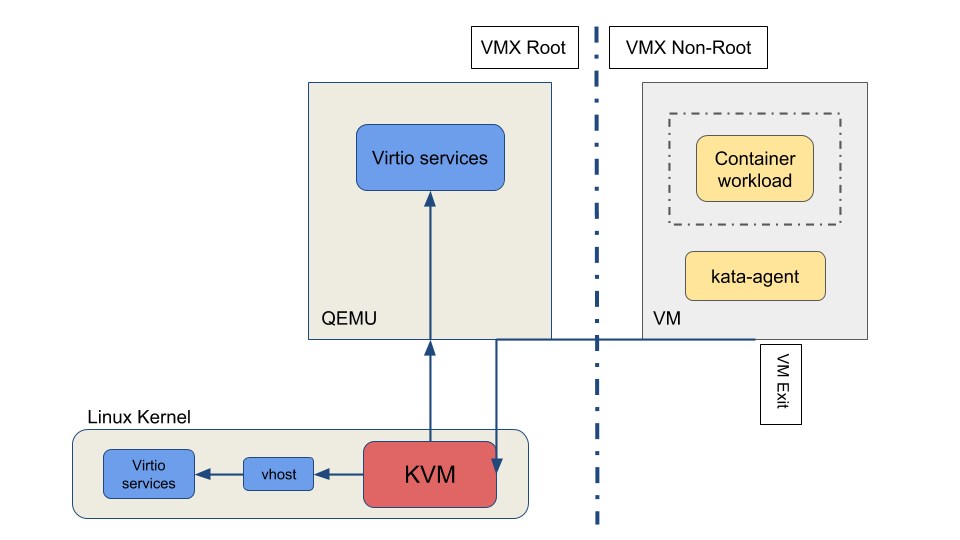 VMX Root
VMX Non-Root
Virtio services
Container
workload
kata-agent
QEMU
VM
VM Exit
Linux Kernel
Virtio
services
vhost
KVM